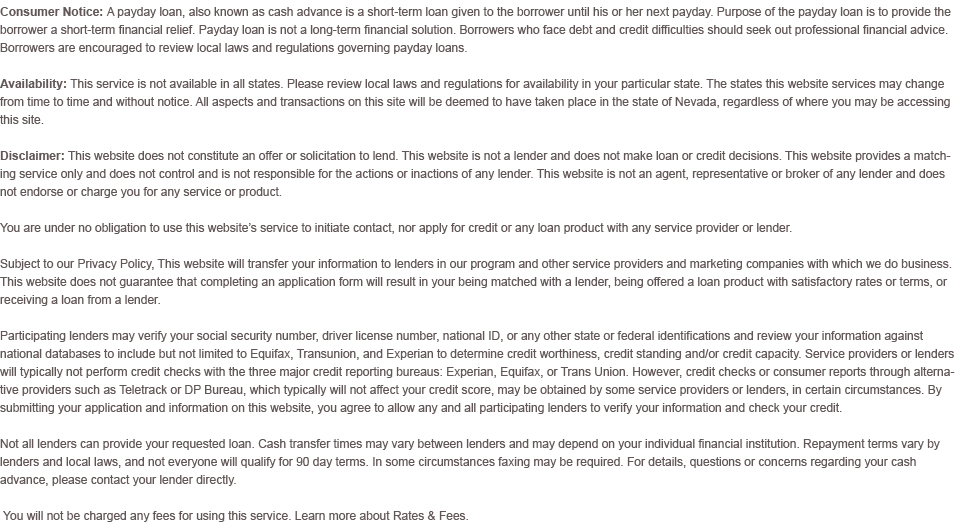 Consumer Notice: A payday loan, also known as cash advance is a short-term loan given to the borrower until his or her next payday. Purpose of the payday loan is to provide the
borrower a short-term financial relief. Payday loan is not a long-term financial solution. Borrowers who face debt and credit difficulties should seek out professional financial advice.
Borrowers are encouraged to review local laws and regulations governing payday loans.
Availability: This service is not available in all states. Please review local laws and regulations for availability in your particular state. The states this website services may change
from time to time and without notice. All aspects and transactions on this site will be deemed to have taken place in the state of Nevada, regardless of where you may be accessing
this site.
Disclaimer: This website does not constitute an offer or solicitation to lend. This website is not a lender and does not make loan or credit decisions. This website provides a match-
ing service only and does not control and is not responsible for the actions or inactions of any lender. This website is not an agent, representative or broker of any lender and does
not endorse or charge you for any service or product.
You are under no obligation to use this website’s service to initiate contact, nor apply for credit or any loan product with any service provider or lender.
Subject to our Privacy Policy, This website will transfer your information to lenders in our program and other service providers and marketing companies with which we do business.
This website does not guarantee that completing an application form will result in your being matched with a lender, being offered a loan product with satisfactory rates or terms, or
receiving a loan from a lender.
Participating lenders may verify your social security number, driver license number, national ID, or any other state or federal identifications and review your information against
national databases to include but not limited to Equifax, Transunion, and Experian to determine credit worthiness, credit standing and/or credit capacity. Service providers or lenders
will typically not perform credit checks with the three major credit reporting bureaus: Experian, Equifax, or Trans Union. However, credit checks or consumer reports through alterna-
tive providers such as Teletrack or DP Bureau, which typically will not affect your credit score, may be obtained by some service providers or lenders, in certain circumstances. By
submitting your application and information on this website, you agree to allow any and all participating lenders to verify your information and check your credit.
Not all lenders can provide your requested loan. Cash transfer times may vary between lenders and may depend on your individual financial institution. Repayment terms vary by
lenders and local laws, and not everyone will qualify for 90 day terms. In some circumstances faxing may be required. For details, questions or concerns regarding your cash
advance, please contact your lender directly.
You will not be charged any fees for using this service. Learn more about Rates & Fees.